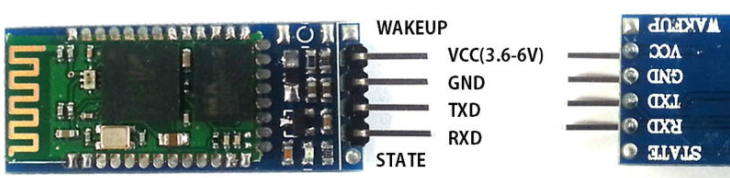 WAKEUP
VCC(3.6-6V)
GND
TXD
RXD
STATE
WAKEUP
VCC
GND
TXD
RXD
STATE